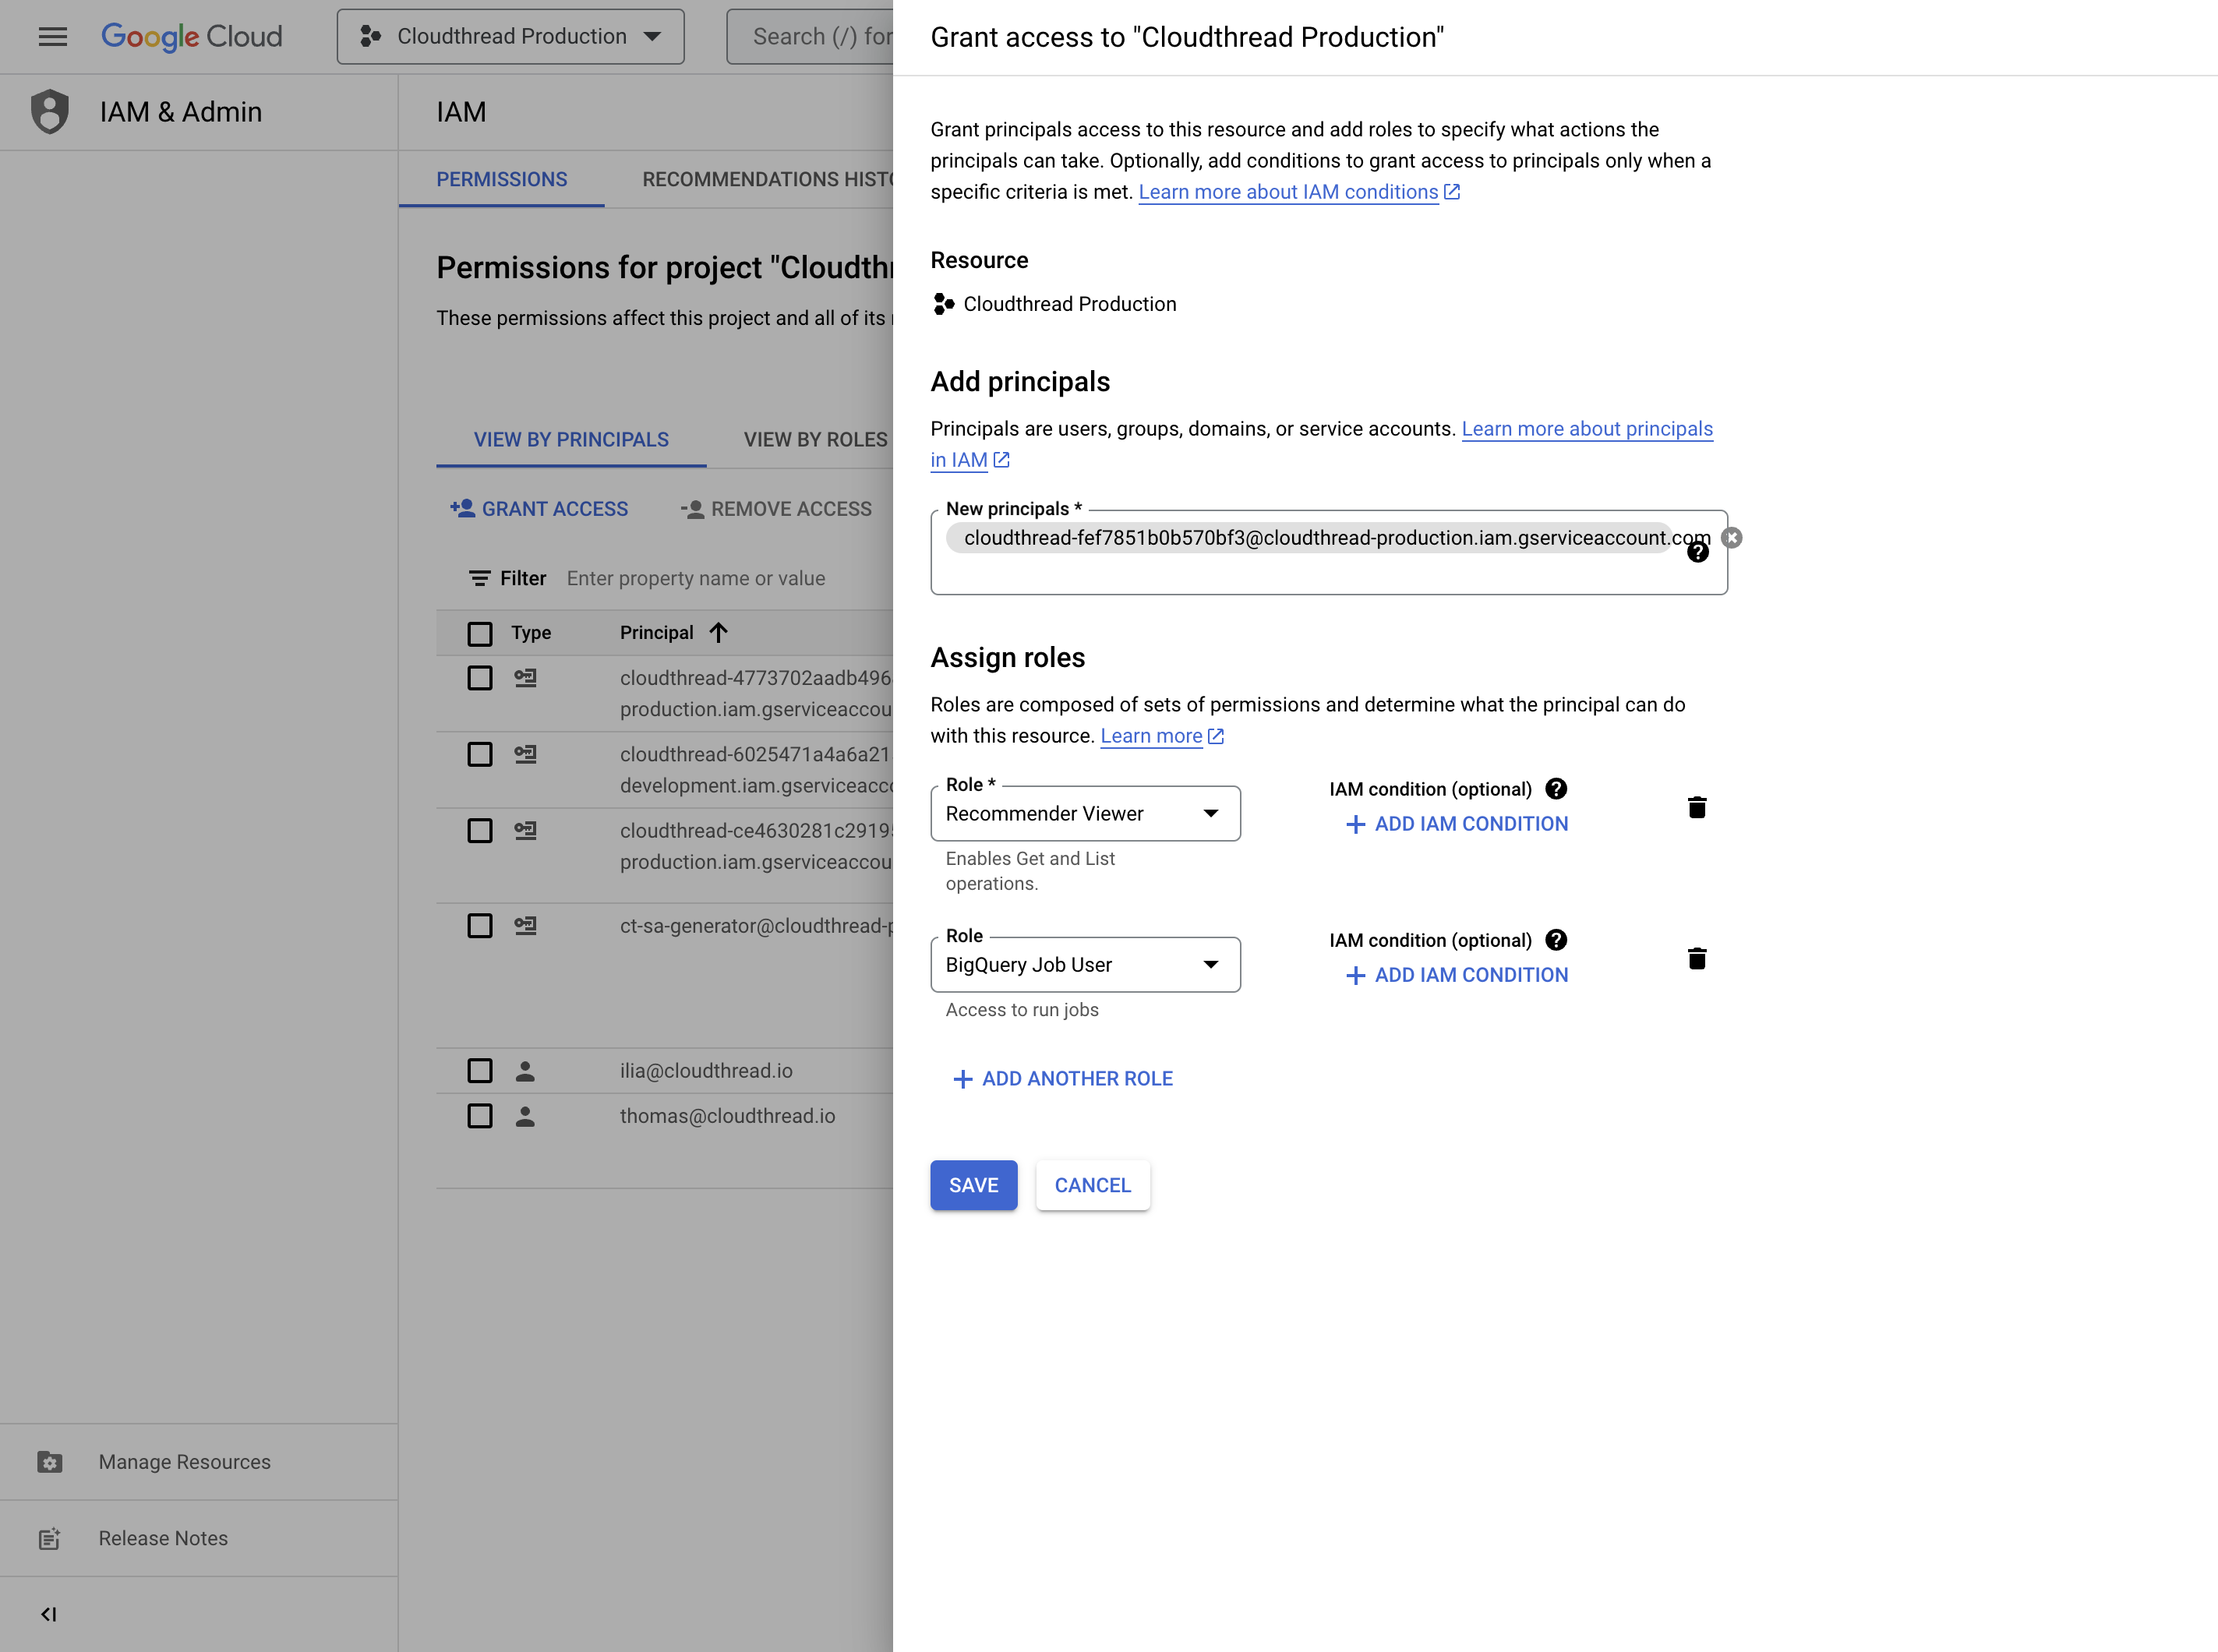 Google Cloud
Cloudthread Production
Search (/) for
IAM & Admin
IAM
PERMISSIONS
RECOMMENDATIONS HISTO
Permissions for project "Cloudthr
These permissions affect this project and all of its
VIEW BY PRINCIPALS
VIEW BY ROLES
GRANT ACCESS
REMOVE ACCESS
Filter
Enter property name or value
Type
Principal
cloudthread-4773702aadb496
production.iam.gserviceaccou
cloudthread-6025471a4a6a21
development.iam.gserviceacc
cloudthread-ce4630281c2919
production.iam.gserviceaccou
ct-sa-generator@cloudthread-p
ilia@cloudthread.io
thomas@cloudthread.io
Manage Resources
Release Notes
Grant access to "Cloudthread Production"
Grant principals access to this resource and add roles to specify what actions the
principals can take. Optionally, add conditions to grant access to principals only when a
specific criteria is met. Learn more about IAM conditions
Resource
Cloudthread Production
Add principals
Principals are users, groups, domains, or service accounts. Learn more about principals
in IAM
New principals *
cloudthread-fef7851b0b570bf3@cloudthread-production.iam.gserviceaccount.com
Assign roles
Roles are composed of sets of permissions and determine what the principal can do
with this resource. Learn more
Role *
Recommender Viewer
Enables Get and List
operations.
IAM condition (optional)
ADD IAM CONDITION
Role
BigQuery Job User
Access to run jobs
IAM condition (optional)
ADD IAM CONDITION
ADD ANOTHER ROLE
SAVE
CANCEL